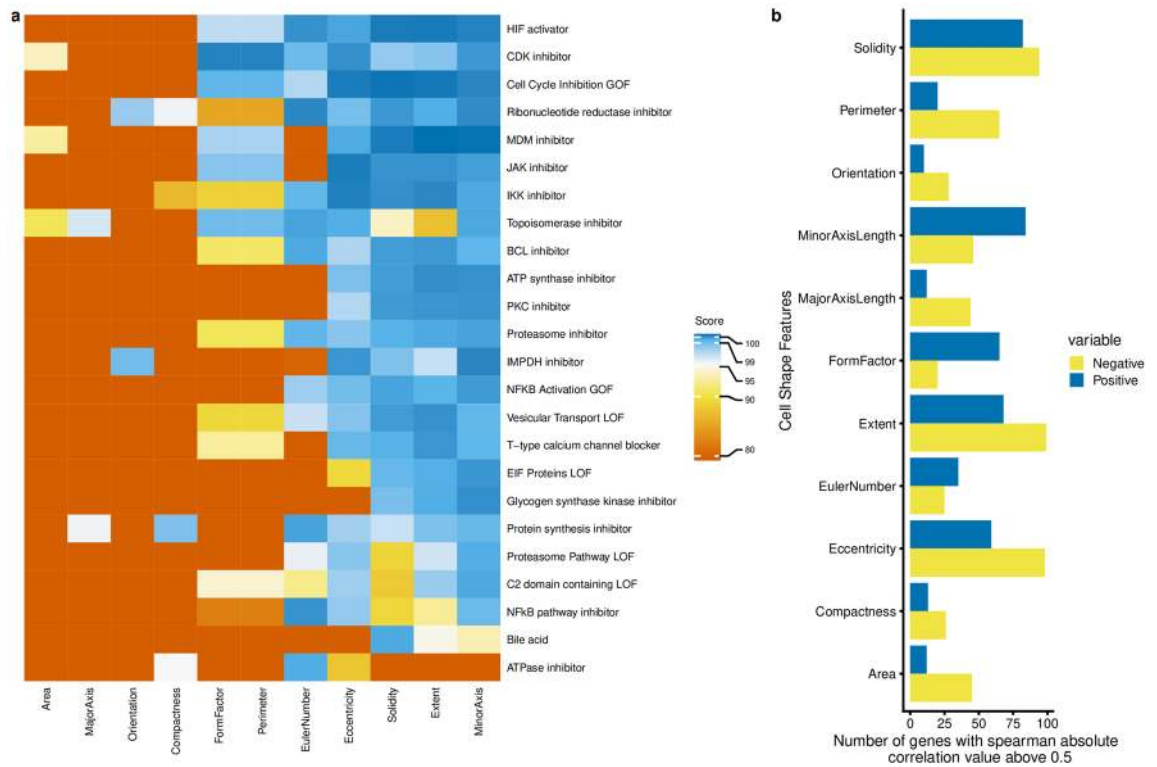 a
HIF activator
CDK inhibitor
Cell Cycle Inhibition GOF
Ribonucleotide reductase inhibitor
MDM inhibitor
JAK inhibitor
IKK inhibitor
Topoisomerase inhibitor
BCL inhibitor
ATP synthase inhibitor
PKC inhibitor
Proteasome inhibitor
IMPDH inhibitor
NFKB Activation GOF
Vesicular Transport LOF
T-type calcium channel blocker
EIF Proteins LOF
Glycogen synthase kinase inhibitor
Protein synthesis inhibitor
Proteasome Pathway LOF
C2 domain containing LOF
NFkB pathway inhibitor
Bile acid
ATPase inhibitor
Area
MajorAxis
Orientation
Compactness
FormFactor
Perimeter
EulerNumber
Eccentricity
Solidity
Extent
MinorAxis
Score
100
99
95
90
80
b
Cell Shape Features
Solidity
Perimeter
Orientation
MinorAxisLength
MajorAxisLength
FormFactor
Extent
EulerNumber
Eccentricity
Compactness
Area
0 25 50 75 100
Number of genes with spearman absolute
correlation value above 0.5
variable
Negative
Positive